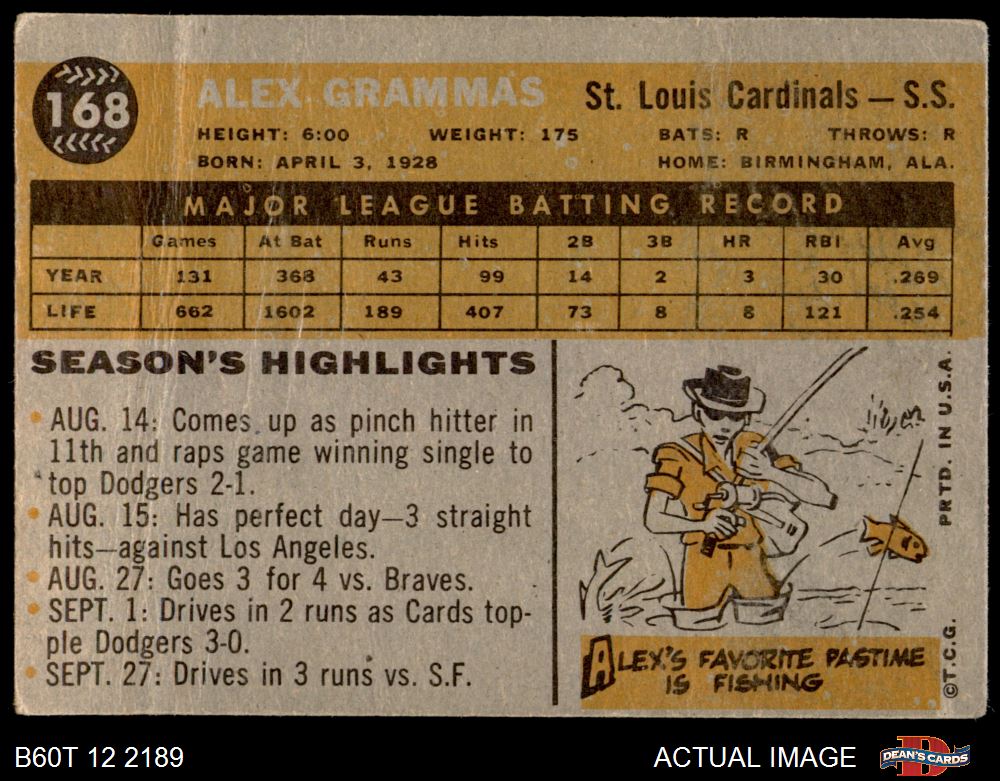 168
ALEX GRAMMAS St. Louis Cardinals — S.S.
HEIGHT: 6:00 WEIGHT: 175 BATS: R THROWS: R
BORN: APRIL 3, 1928 HOME: BIRMINGHAM, ALA.
MAJOR LEAGUE BATTING RECORD
Games At Bat Runs Hits 2B 3B HR RBI Avg
YEAR 131 368 43 99 14 2 3 30 .269
LIFE 662 1602 189 407 73 8 8 121 .254
SEASON'S HIGHLIGHTS
• AUG. 14: Comes up as pinch hitter in
11th and raps game winning single to
top Dodgers 2-1.
• AUG. 15: Has perfect day—3 straight
hits—against Los Angeles.
• AUG. 27: Goes 3 for 4 vs. Braves.
• SEPT. 1: Drives in 2 runs as Cards top-
ple Dodgers 3-0.
• SEPT. 27: Drives in 3 runs vs. S.F.
ALEX'S FAVORITE PASTIME
IS FISHING
©T.C.G. PRTD. IN U.S.A.
B60T 12 2189 ACTUAL IMAGE DEAN'S CARDS